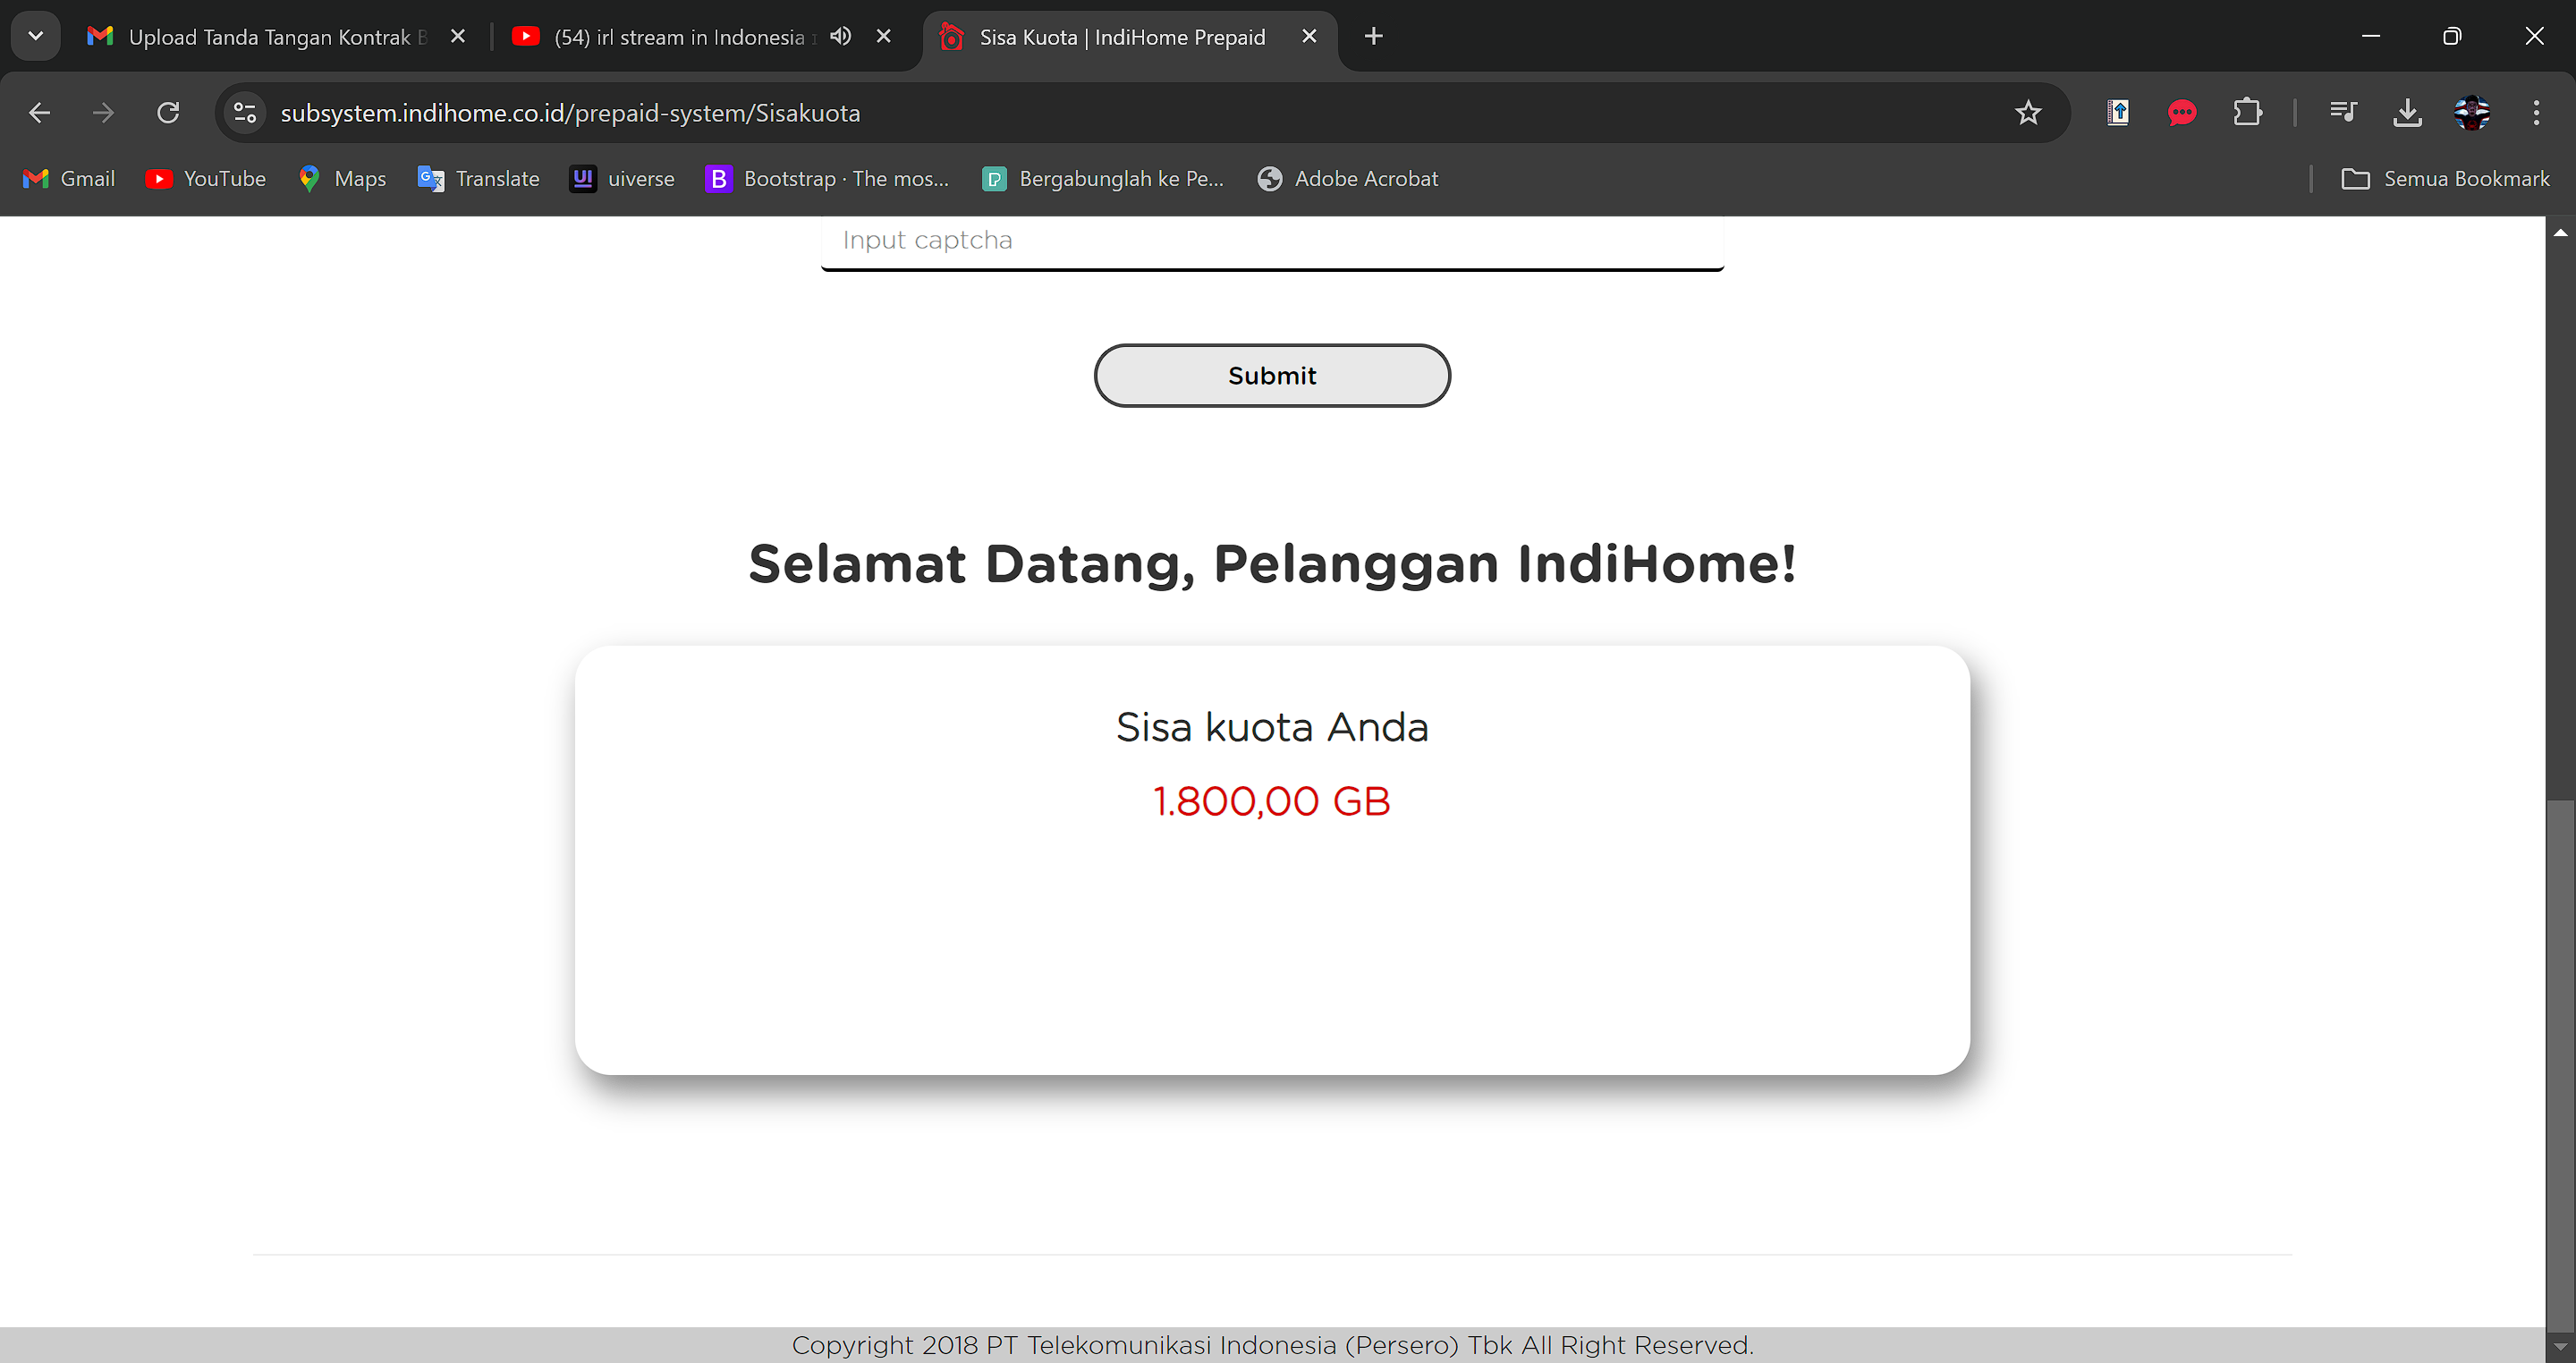 Upload Tanda Tangan Kontrak
(54) irl stream in Indonesia
Sisa Kuota | IndiHome Prepaid
subsystem.indihome.co.id/prepaid-system/Sisakuota
Gmail
YouTube
Maps
Translate
UI uiverse
B Bootstrap · The mos...
Bergabunglah ke Pe...
Adobe Acrobat
Semua Bookmark
Input captcha
Submit
Selamat Datang, Pelanggan IndiHome!
Sisa kuota Anda
1.800,00 GB
Copyright 2018 PT Telekomunikasi Indonesia (Persero) Tbk All Right Reserved.